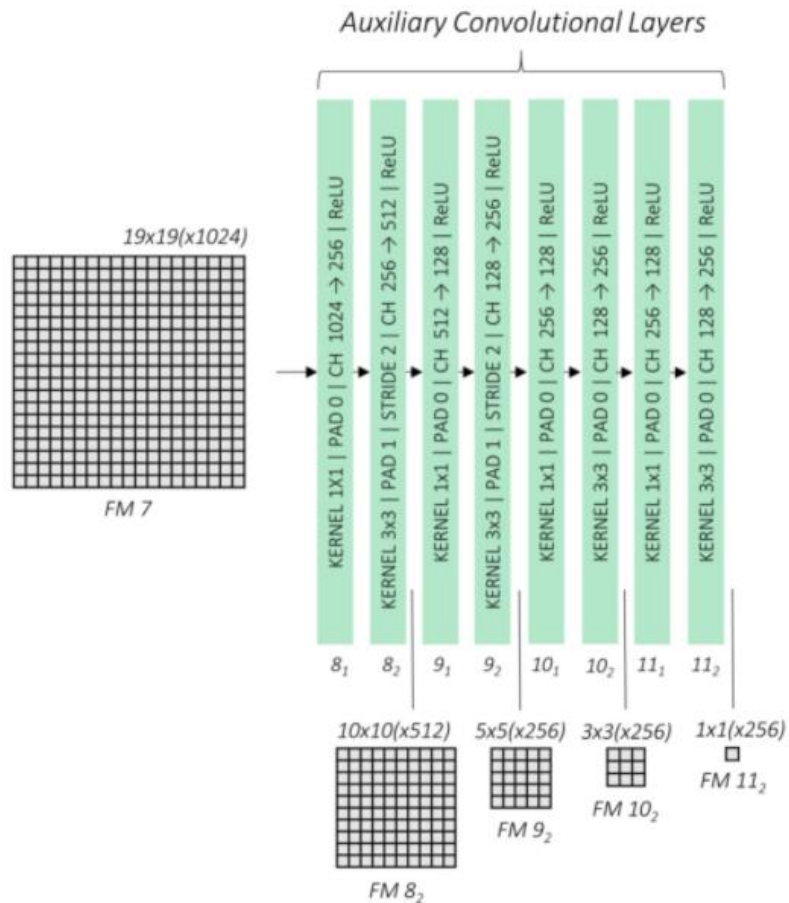 Auxiliary Convolutional Layers
19x19(x1024)
FM 7
KERNEL 1X1 | PAD 0 | CH 1024 → 256 | ReLU
KERNEL 3x3 | PAD 1 | STRIDE 2 | CH 256 → 512 | ReLU
KERNEL 1x1 | PAD 0 | CH 512 → 128 | ReLU
KERNEL 3x3 | PAD 1 | STRIDE 2 | CH 128 → 256 | ReLU
KERNEL 1x1 | PAD 0 | CH 256 → 128 | ReLU
KERNEL 3x3 | PAD 0 | CH 128 → 256 | ReLU
KERNEL 1x1 | PAD 0 | CH 256 → 128 | ReLU
KERNEL 3x3 | PAD 0 | CH 128 → 256 | ReLU
8₁ 8₂ 9₁ 9₂ 10₁ 10₂ 11₁ 11₂
10x10(x512) 5x5(x256) 3x3(x256) 1x1(x256)
FM 8₂
FM 9₂
FM 10₂
FM 11₂